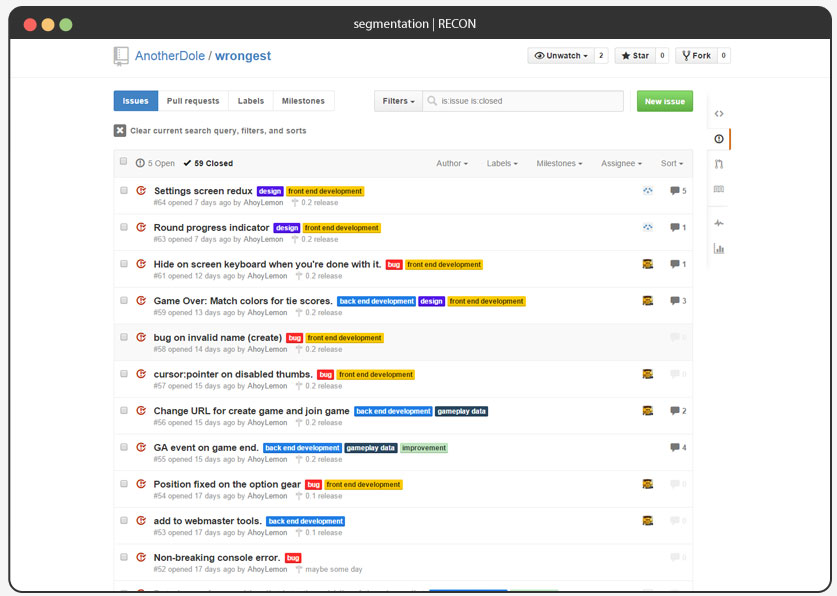 segmentation | RECON
AnotherDole / wrongest
Unwatch 2 Star 0 Fork 0
Issues Pull requests Labels Milestones Filters is:issue is:closed New issue
Clear current search query, filters, and sorts
5 Open 59 Closed Author Labels Milestones Assignee Sort
Settings screen redux design front end development 5
#64 opened 7 days ago by AhoyLemon 0.2 release
Round progress indicator design front end development 1
#63 opened 7 days ago by AhoyLemon 0.2 release
Hide on screen keyboard when you're done with it. bug front end development 1
#61 opened 12 days ago by AhoyLemon 0.2 release
Game Over: Match colors for tie scores. back end development design front end development 3
#59 opened 13 days ago by AhoyLemon 0.2 release
bug on invalid name (create) bug front end development 0
#58 opened 14 days ago by AhoyLemon 0.2 release
cursor:pointer on disabled thumbs. bug front end development 0
#57 opened 15 days ago by AhoyLemon 0.2 release
Change URL for create game and join game back end development gameplay data 2
#56 opened 15 days ago by AhoyLemon 0.2 release
GA event on game end. back end development gameplay data improvement 4
#55 opened 15 days ago by AhoyLemon 0.2 release
Position fixed on the option gear bug front end development 0
#54 opened 17 days ago by AhoyLemon 0.1 release
add to webmaster tools. back end development 0
#53 opened 17 days ago by AhoyLemon 0.1 release
Non-breaking console error. bug 0
#52 opened 17 days ago by AhoyLemon maybe some day